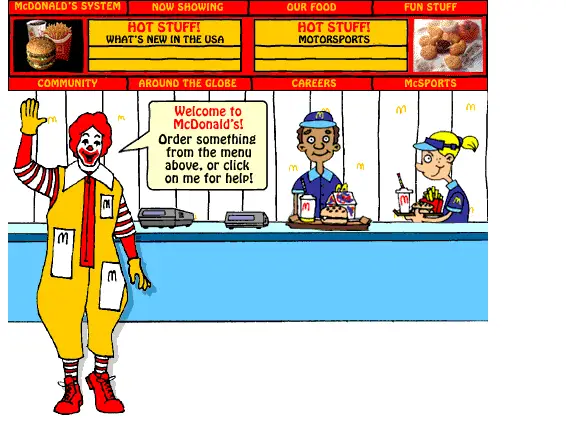 McDONALD'S SYSTEM
NOW SHOWING
OUR FOOD
FUN STUFF
HOT STUFF!
WHAT'S NEW IN THE USA
HOT STUFF!
MOTORSPORTS
COMMUNITY
AROUND THE GLOBE
CAREERS
McSPORTS
Welcome to
McDonald's!
Order something
from the menu
above, or click
on me for help!